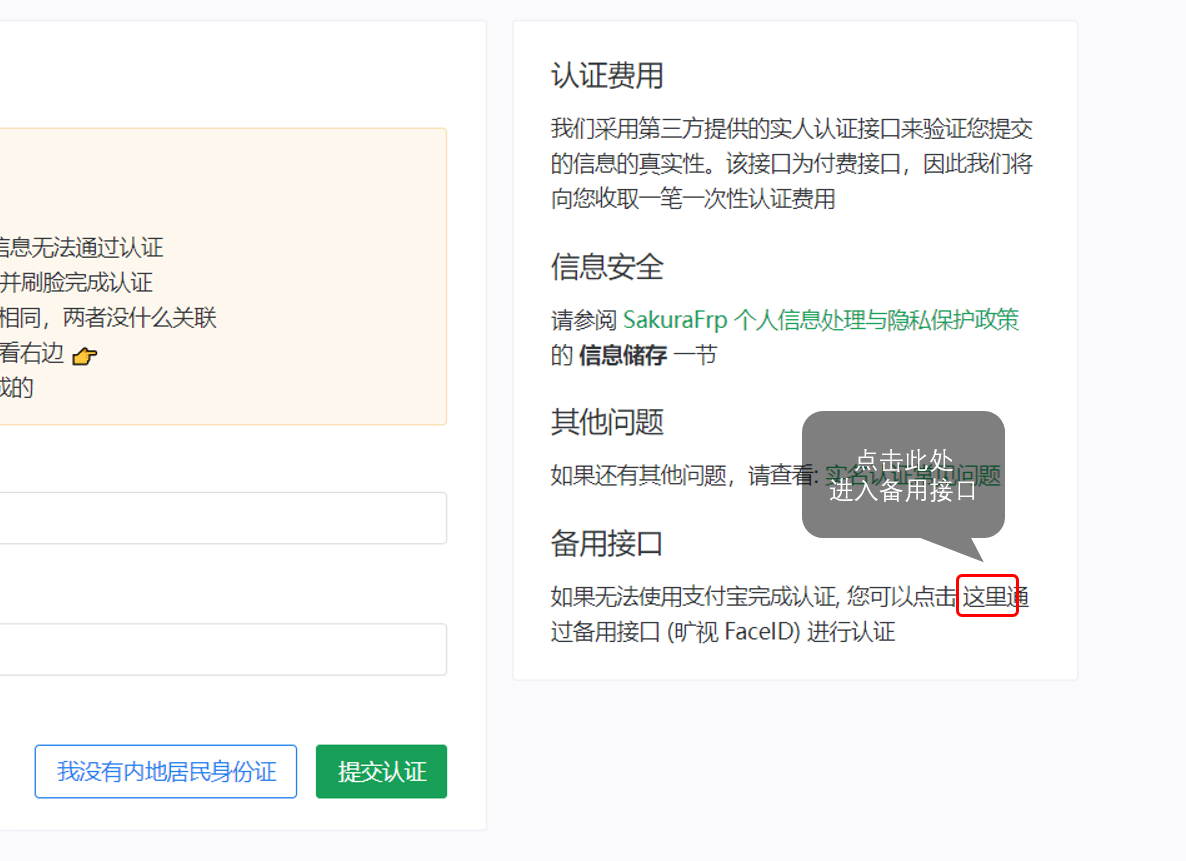 信息无法通过认证
并刷脸完成认证
相同，两者没什么关联
看右边 👉
成的
我没有内地居民身份证
提交认证
认证费用
我们采用第三方提供的实人认证接口来验证您提交
的信息的真实性。该接口为付费接口，因此我们将
向您收取一笔一次性认证费用
信息安全
请参阅 SakuraFrp 个人信息处理与隐私保护政策
的 信息储存 一节
其他问题
如果还有其他问题，请查看: 实名认证常见问题
点击此处
进入备用接口
备用接口
如果无法使用支付宝完成认证, 您可以点击 这里通
过备用接口 (旷视 FaceID) 进行认证